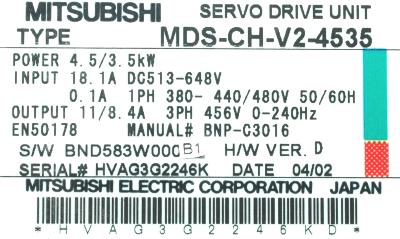 MITSUBISHI SERVO DRIVE UNIT
TYPE MDS-CH-V2-4535
POWER 4.5/3.5kW
INPUT 18.1A DC513-648V
0.1A 1PH 380- 440/480V 50/60H
OUTPUT 11/8.4A 3PH 456V 0-240Hz
EN50178 MANUAL# BNP-C3016
S/W BND583W000B1 H/W VER. D
SERIAL# HVAG3G2246K DATE 04/02
MITSUBISHI ELECTRIC CORPORATION JAPAN
*HVAG3G2246KD*